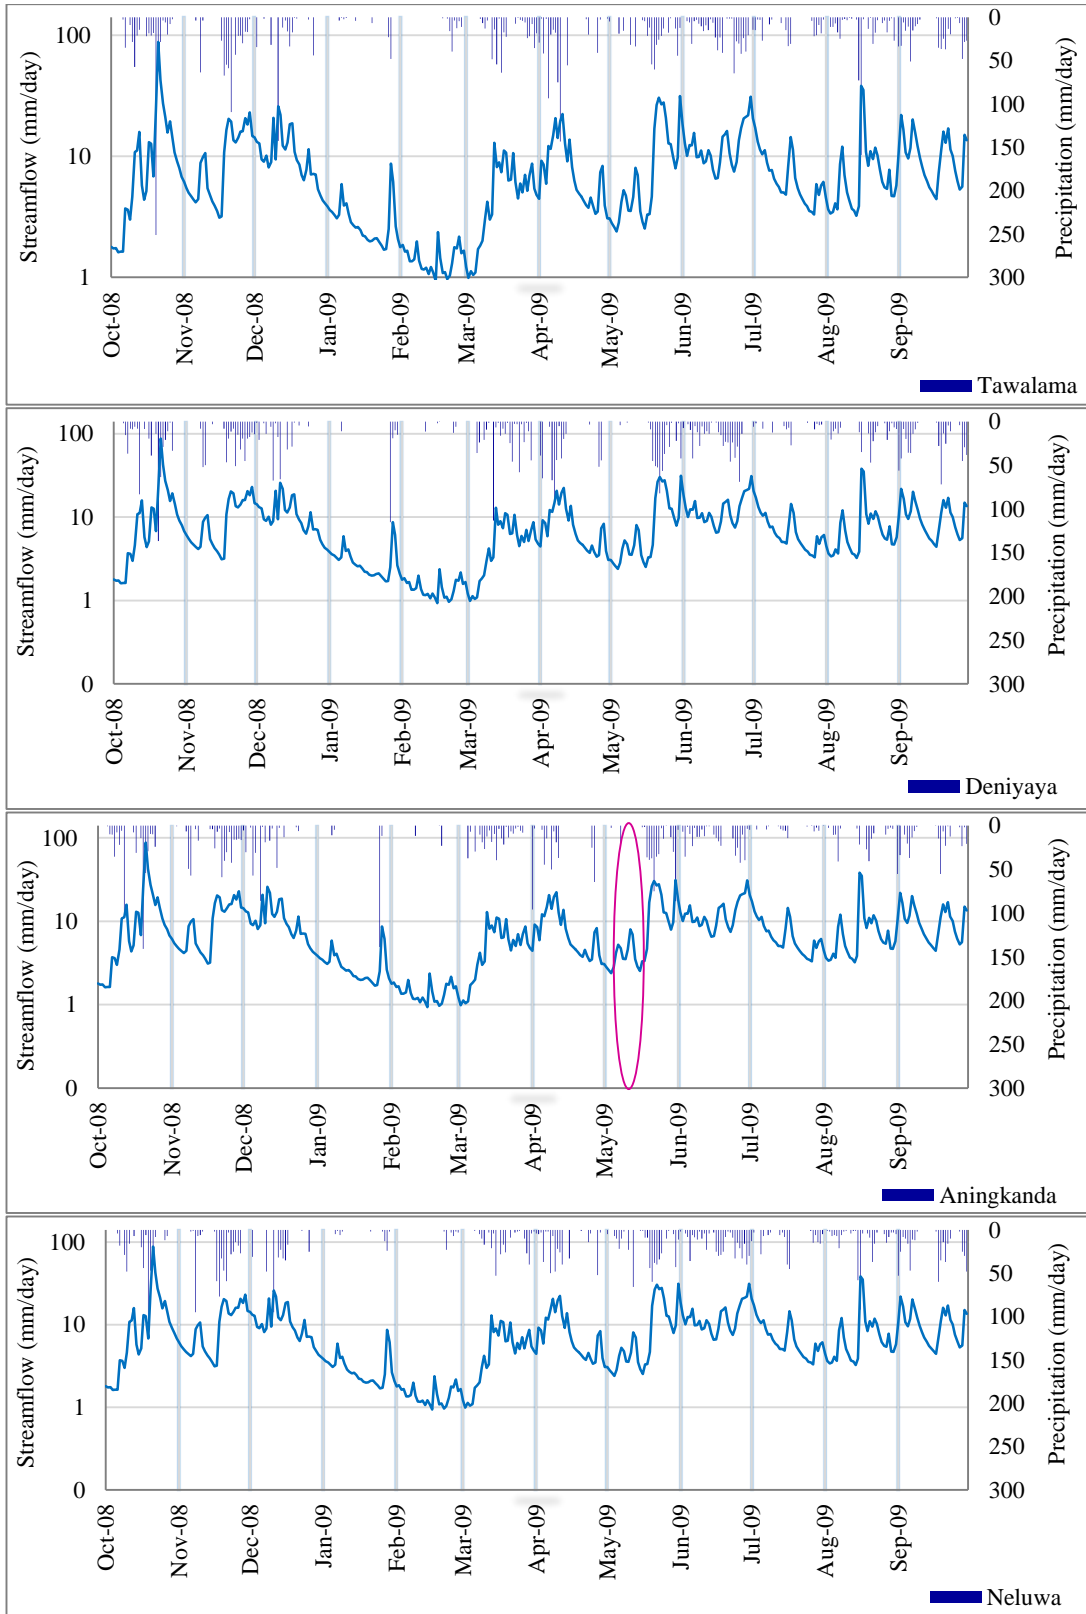 Streamflow (mm/day)
100
10
1
0
50
100
150
200
250
300
Precipitation (mm/day)
Oct-08
Nov-08
Dec-08
Jan-09
Feb-09
Mar-09
Apr-09
May-09
Jun-09
Jul-09
Aug-09
Sep-09
Tawalama
Streamflow (mm/day)
100
10
1
0
0
50
100
150
200
250
300
Precipitation (mm/day)
Oct-08
Nov-08
Dec-08
Jan-09
Feb-09
Mar-09
Apr-09
May-09
Jun-09
Jul-09
Aug-09
Sep-09
Deniyaya
Streamflow (mm/day)
100
10
1
0
0
50
100
150
200
250
300
Precipitation (mm/day)
Oct-08
Nov-08
Dec-08
Jan-09
Feb-09
Mar-09
Apr-09
May-09
Jun-09
Jul-09
Aug-09
Sep-09
Aningkanda
Streamflow (mm/day)
100
10
1
0
0
50
100
150
200
250
300
Precipitation (mm/day)
Oct-08
Nov-08
Dec-08
Jan-09
Feb-09
Mar-09
Apr-09
May-09
Jun-09
Jul-09
Aug-09
Sep-09
Neluwa